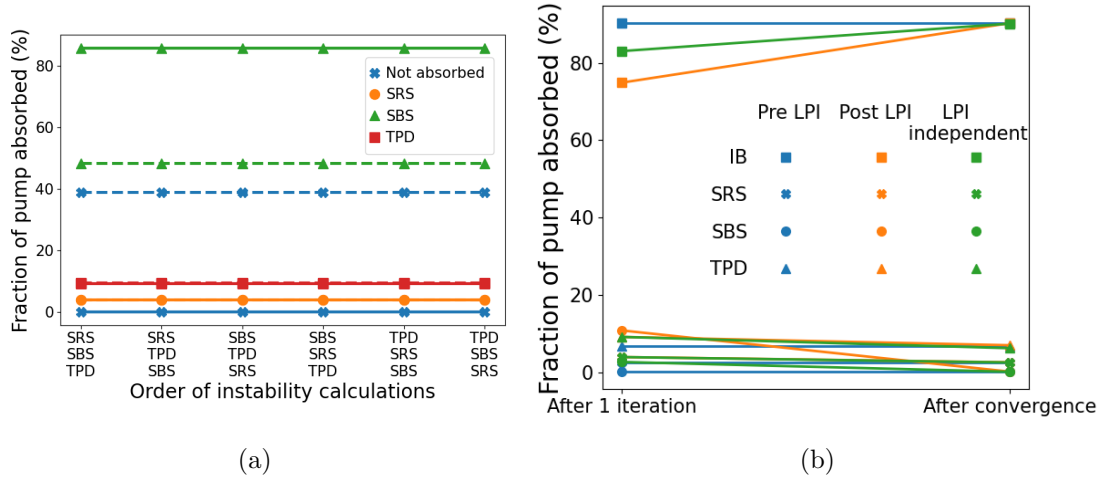 Fraction of pump absorbed (%)
80
60
40
20
0
Not absorbed
SRS
SBS
TPD
SRS SRS SBS SBS TPD TPD
SBS TPD TPD SRS SRS SBS
TPD SBS SRS TPD SBS SRS
Order of instability calculations
(a)
Fraction of pump absorbed (%)
80
60
40
20
0
Pre LPI Post LPI LPI
independent
IB
SRS
SBS
TPD
After 1 iteration After convergence
(b)